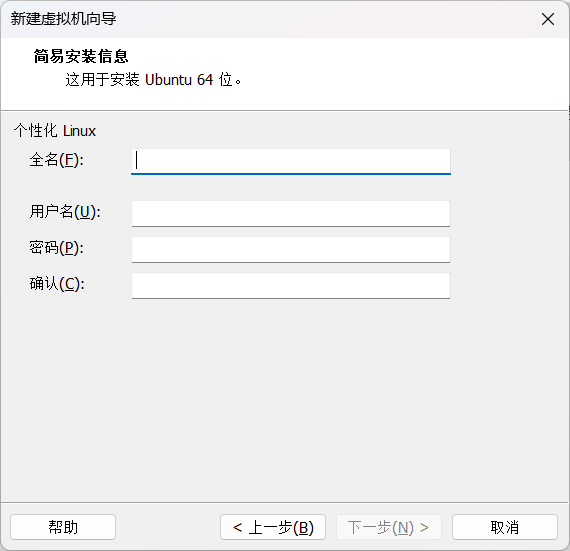 新建虚拟机向导
简易安装信息
这用于安装 Ubuntu 64 位。
个性化 Linux
全名(F):
用户名(U):
密码(P):
确认(C):
帮助 < 上一步(B) 下一步(N) > 取消